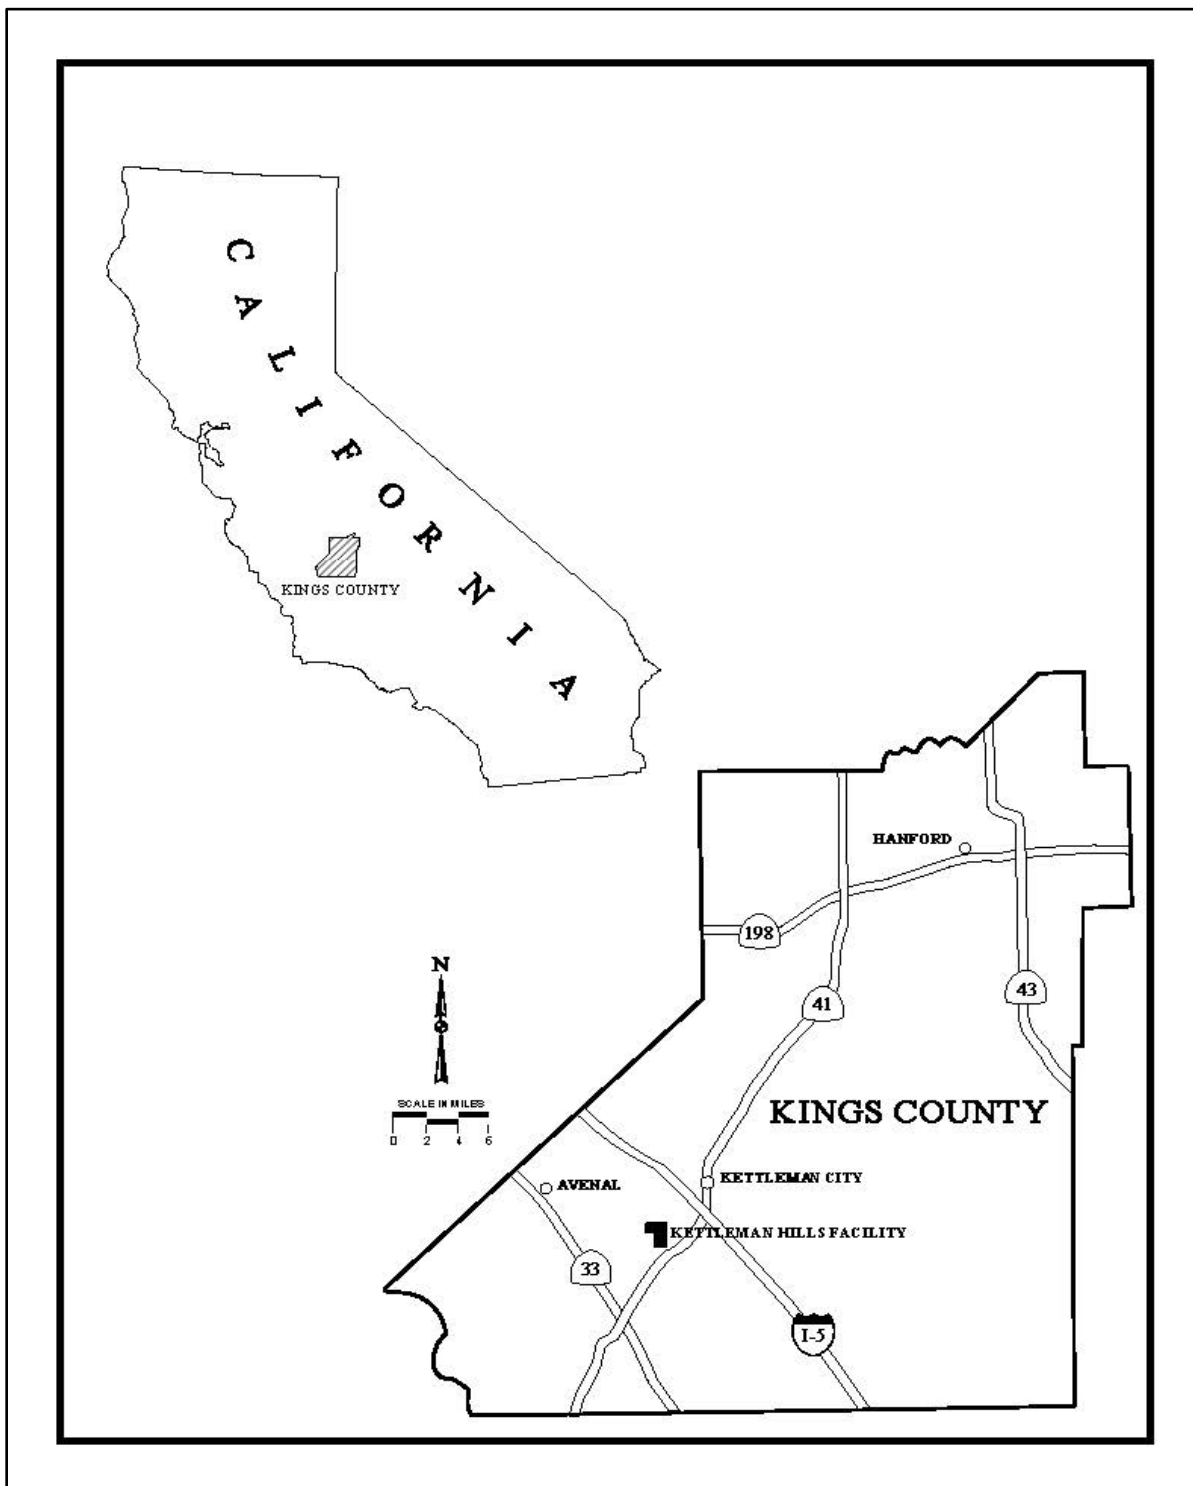 CALIFORNIA
KINGS COUNTY
HANFORD
198
N
41
43
SCALE IN MILES
0 2 4 6
KINGS COUNTY
KETTLEMAN CITY
AVENAL
KETTLEMAN HILLS FACILITY
33
I-5